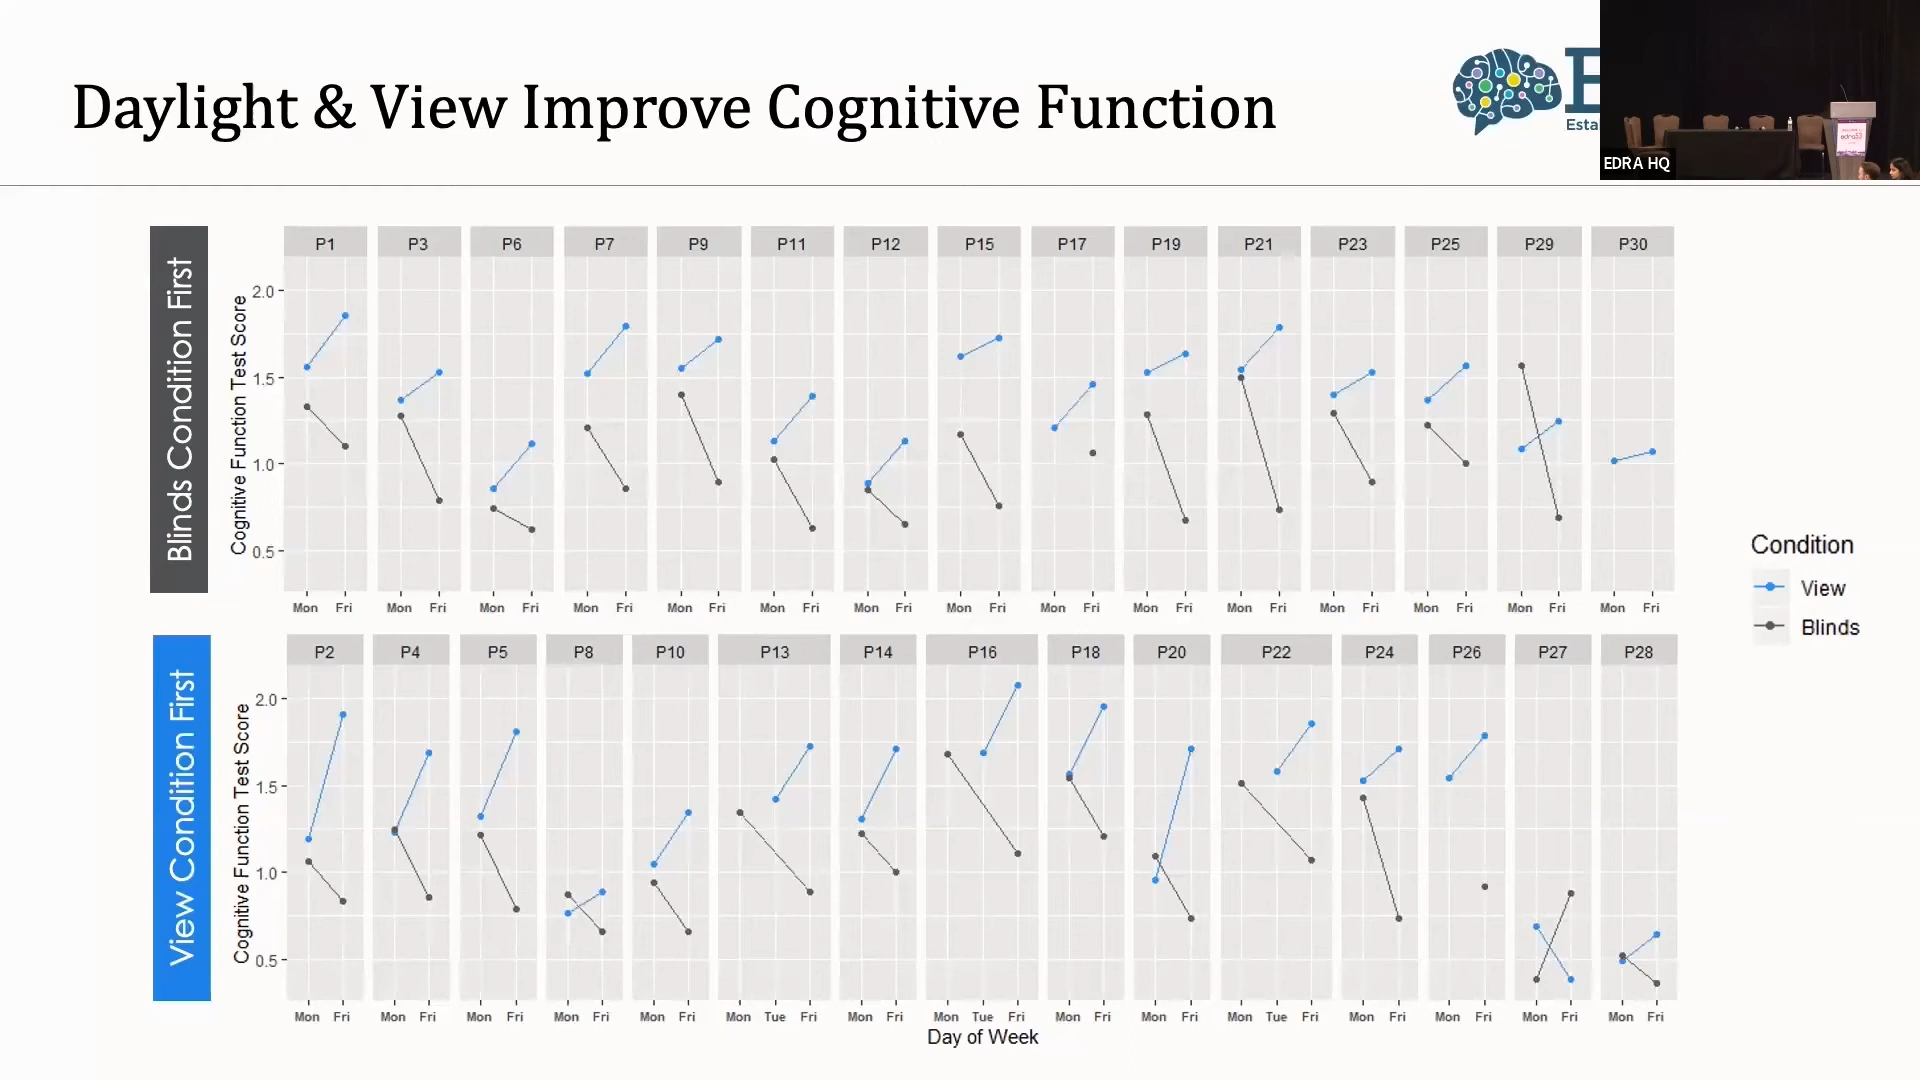 Daylight & View Improve Cognitive Function
E
Esta
EDRA HQ
edra53
Blinds Condition First
Cognitive Function Test Score
P1 P3 P6 P7 P9 P11 P12 P15 P17 P19 P21 P23 P25 P29 P30
2.0
1.5
1.0
0.5
Mon Fri Mon Fri Mon Fri Mon Fri Mon Fri Mon Fri Mon Fri Mon Fri Mon Fri Mon Fri Mon Fri Mon Fri Mon Fri Mon Fri Mon Fri
Condition
View
Blinds
View Condition First
Cognitive Function Test Score
P2 P4 P5 P8 P10 P13 P14 P16 P18 P20 P22 P24 P26 P27 P28
2.0
1.5
1.0
0.5
Mon Fri Mon Fri Mon Fri Mon Fri Mon Fri Mon Tue Fri Mon Fri Mon Tue Fri Mon Fri Mon Fri Mon Tue Fri Mon Fri Mon Fri Mon Fri Mon Fri
Day of Week